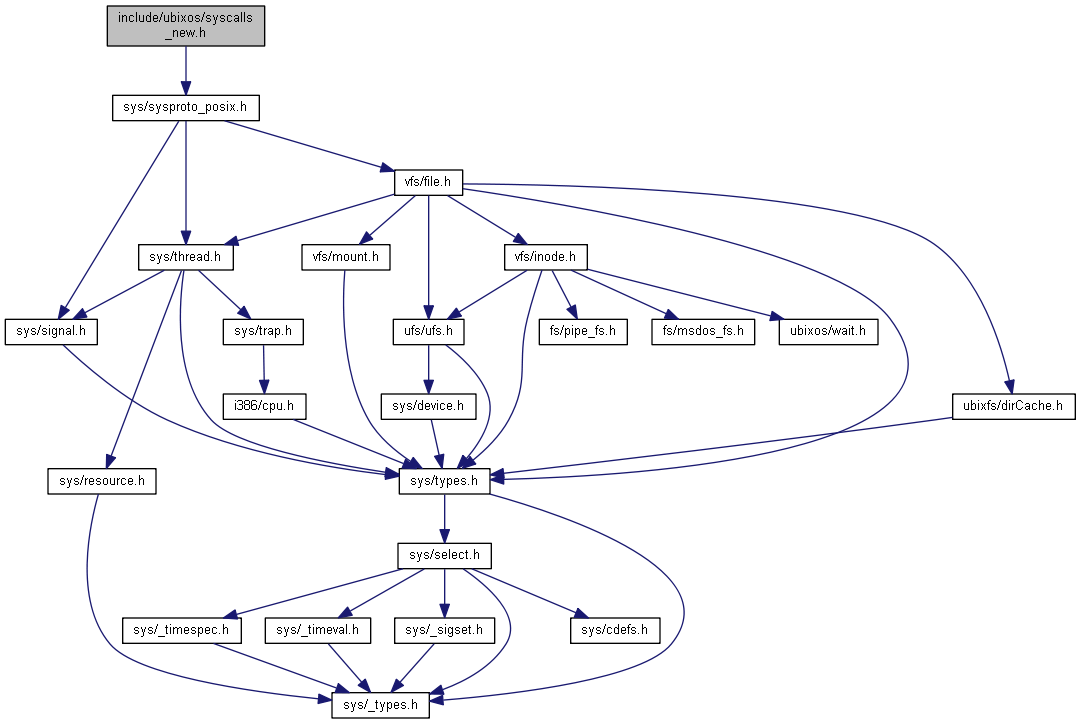 include/ubixos/syscalls
_new.h
sys/sysproto_posix.h
vfs/file.h
sys/thread.h
vfs/mount.h
vfs/inode.h
sys/signal.h
sys/trap.h
ufs/ufs.h
fs/pipe_fs.h
fs/msdos_fs.h
ubixos/wait.h
i386/cpu.h
sys/device.h
ubixfs/dirCache.h
sys/resource.h
sys/types.h
sys/select.h
sys/_timespec.h
sys/_timeval.h
sys/_sigset.h
sys/cdefs.h
sys/_types.h